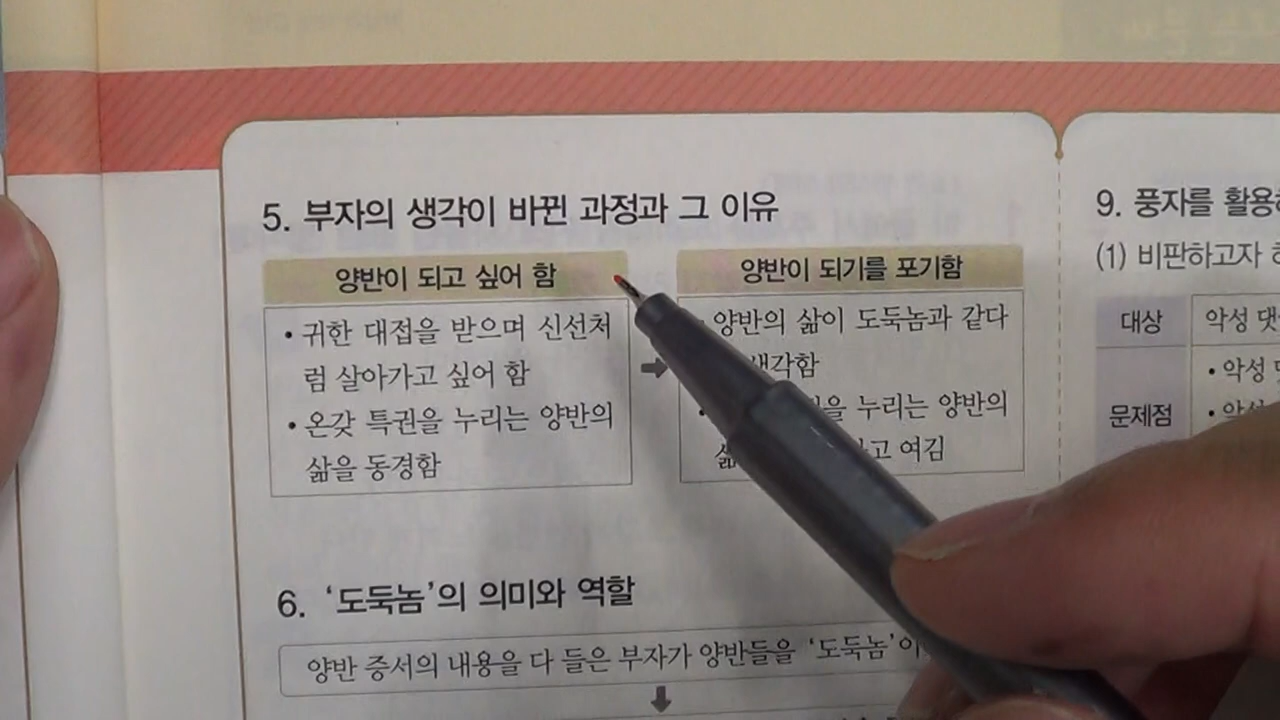 5. 부자의 생각이 바뀐 과정과 그 이유
양반이 되고 싶어 함
• 귀한 대접을 받으며 신선처
럼 살아가고 싶어 함
• 온갖 특권을 누리는 양반의
삶을 동경함
양반이 되기를 포기함
양반의 삶이 도둑놈과 같다
생각함
누리는 양반의
여김
6. ‘도둑놈’의 의미와 역할
양반 증서의 내용을 다 들은 부자가 양반들을 ‘도둑놈’이
9. 풍자를
(1) 비판하고자
대상
악성
문제점
• 악성